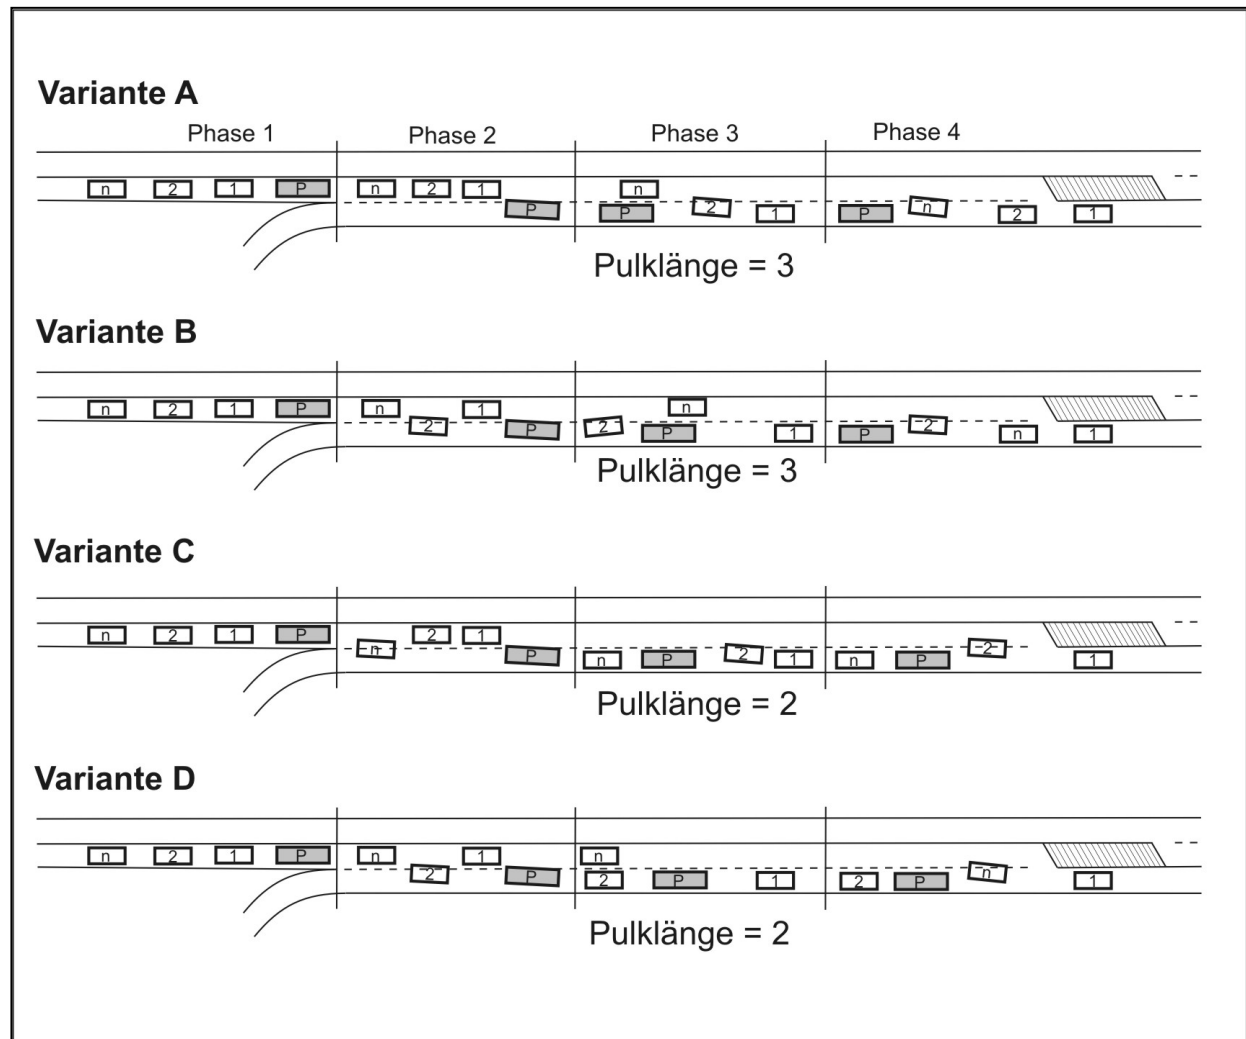 Variante A
Phase 1 Phase 2 Phase 3 Phase 4
n 2 1 P n 2 1 P n P 2 1 P n 2 1
Pulklänge = 3
Variante B
n 2 1 P n 2 1 P 2 P n 1 P 2 n 1
Pulklänge = 3
Variante C
n 2 1 P n 2 1 P n P 2 1 n P 2 1
Pulklänge = 2
Variante D
n 2 1 P n 2 1 P n 2 P 1 2 P n 1
Pulklänge = 2